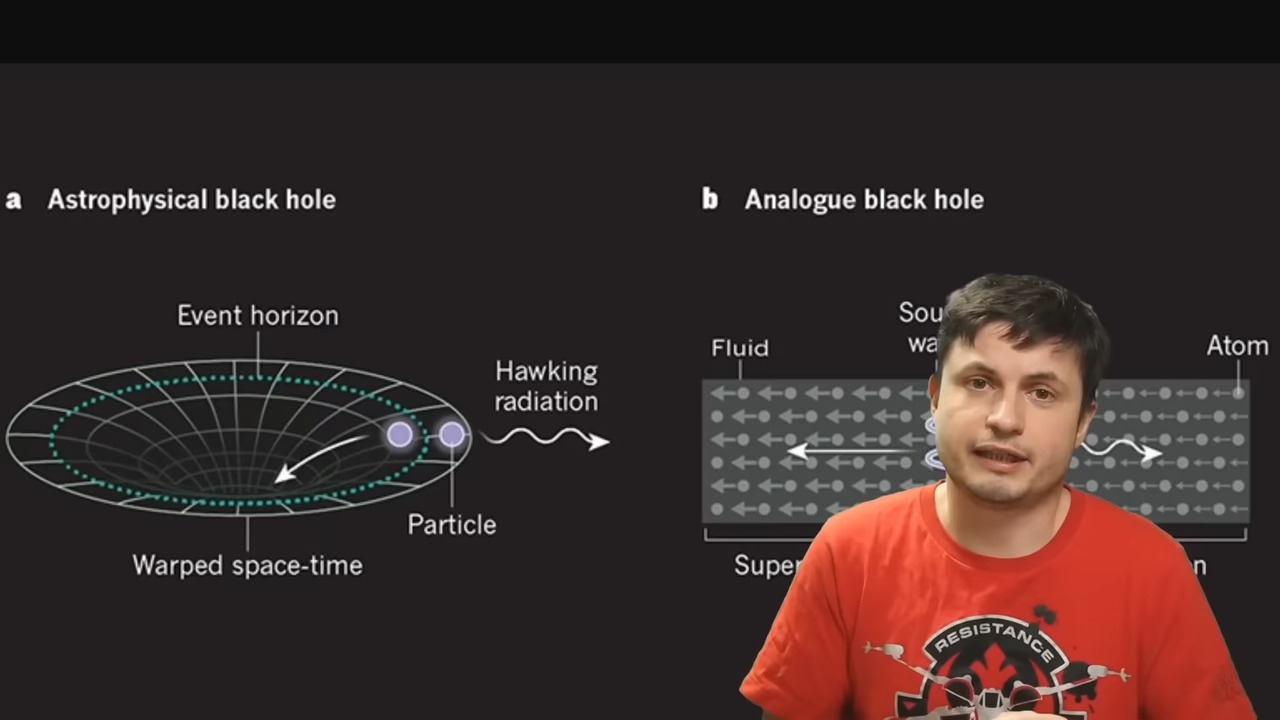 a Astrophysical black hole
Event horizon
Hawking
radiation
Particle
Warped space-time
b Analogue black hole
Fluid
Atom
RESISTANCE